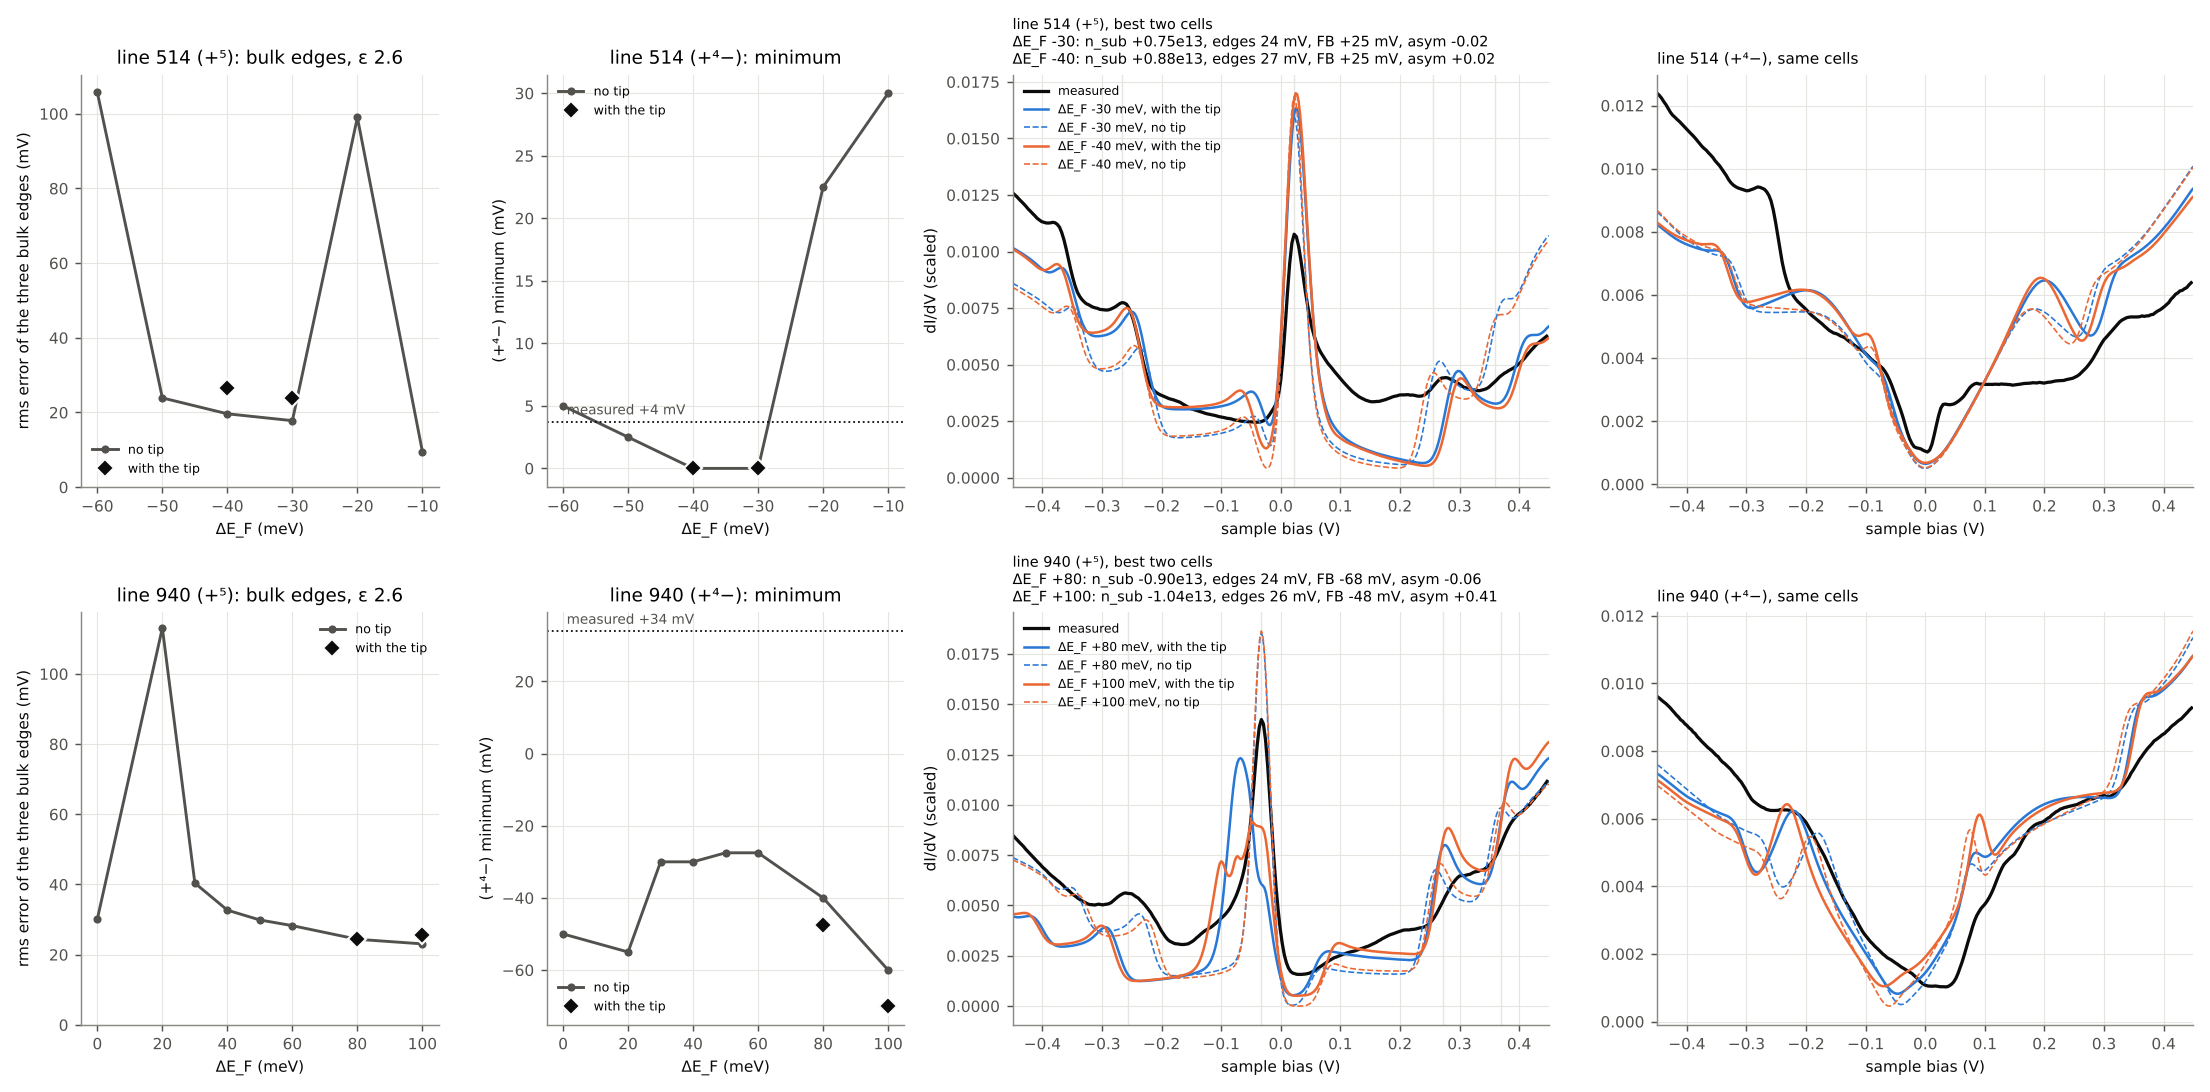 line 514 (+⁵): bulk edges, ε 2.6
rms error of the three bulk edges (mV)
100
80
60
40
20
0
no tip
with the tip
−60 −50 −40 −30 −20 −10
ΔE_F (meV)
line 514 (+⁴−): minimum
(+⁴−) minimum (mV)
30
25
20
15
10
5
0
no tip
with the tip
measured +4 mV
−60 −50 −40 −30 −20 −10
ΔE_F (meV)
line 514 (+⁵), best two cells
ΔE_F -30: n_sub +0.75e13, edges 24 mV, FB +25 mV, asym -0.02
ΔE_F -40: n_sub +0.88e13, edges 27 mV, FB +25 mV, asym +0.02
dI/dV (scaled)
0.0175
0.0150
0.0125
0.0100
0.0075
0.0050
0.0025
0.0000
measured
ΔE_F -30 meV, with the tip
ΔE_F -30 meV, no tip
ΔE_F -40 meV, with the tip
ΔE_F -40 meV, no tip
−0.4 −0.3 −0.2 −0.1 0.0 0.1 0.2 0.3 0.4
sample bias (V)
line 514 (+⁴−), same cells
0.012
0.010
0.008
0.006
0.004
0.002
0.000
−0.4 −0.3 −0.2 −0.1 0.0 0.1 0.2 0.3 0.4
sample bias (V)
line 940 (+⁵): bulk edges, ε 2.6
rms error of the three bulk edges (mV)
100
80
60
40
20
0
no tip
with the tip
0 20 40 60 80 100
ΔE_F (meV)
line 940 (+⁴−): minimum
(+⁴−) minimum (mV)
20
0
−20
−40
−60
measured +34 mV
no tip
with the tip
0 20 40 60 80 100
ΔE_F (meV)
line 940 (+⁵), best two cells
ΔE_F +80: n_sub -0.90e13, edges 24 mV, FB -68 mV, asym -0.06
ΔE_F +100: n_sub -1.04e13, edges 26 mV, FB -48 mV, asym +0.41
dI/dV (scaled)
0.0175
0.0150
0.0125
0.0100
0.0075
0.0050
0.0025
0.0000
measured
ΔE_F +80 meV, with the tip
ΔE_F +80 meV, no tip
ΔE_F +100 meV, with the tip
ΔE_F +100 meV, no tip
−0.4 −0.3 −0.2 −0.1 0.0 0.1 0.2 0.3 0.4
sample bias (V)
line 940 (+⁴−), same cells
0.012
0.010
0.008
0.006
0.004
0.002
0.000
−0.4 −0.3 −0.2 −0.1 0.0 0.1 0.2 0.3 0.4
sample bias (V)